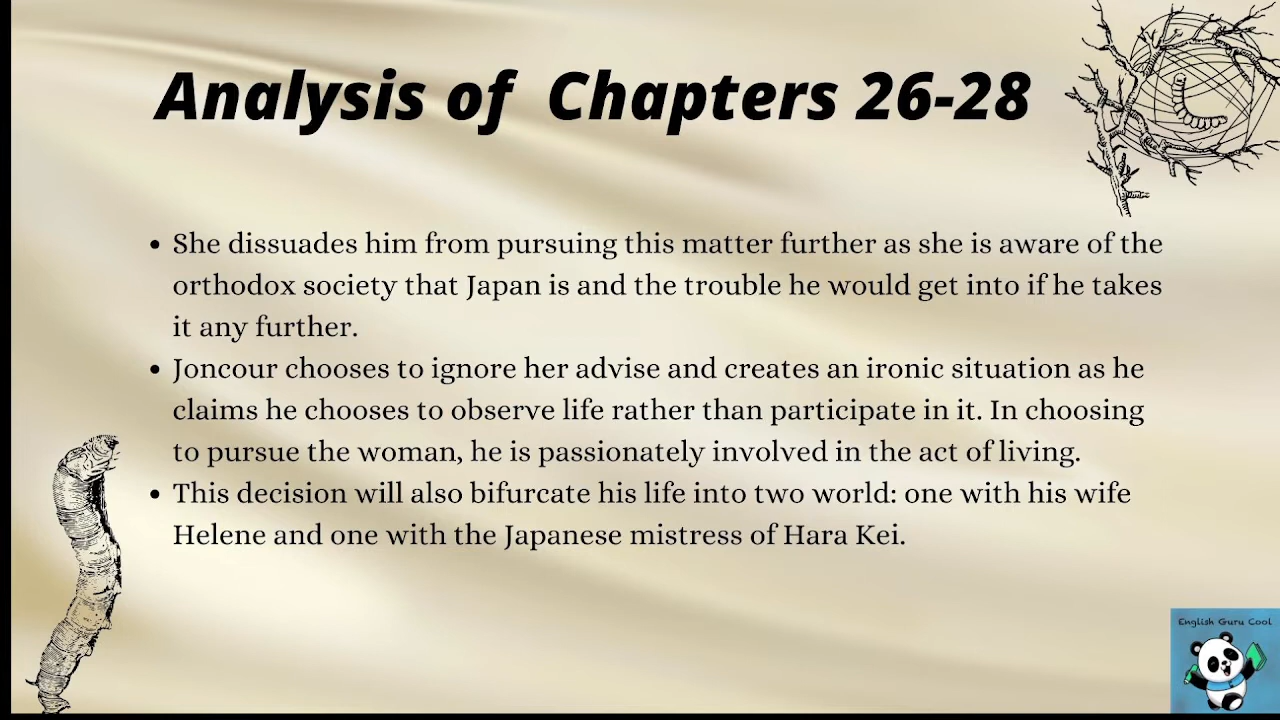 Analysis of Chapters 26-28
• She dissuades him from pursuing this matter further as she is aware of the
orthodox society that Japan is and the trouble he would get into if he takes
it any further.
• Joncour chooses to ignore her advise and creates an ironic situation as he
claims he chooses to observe life rather than participate in it. In choosing
to pursue the woman, he is passionately involved in the act of living.
• This decision will also bifurcate his life into two world: one with his wife
Helene and one with the Japanese mistress of Hara Kei.
English Guru Cool